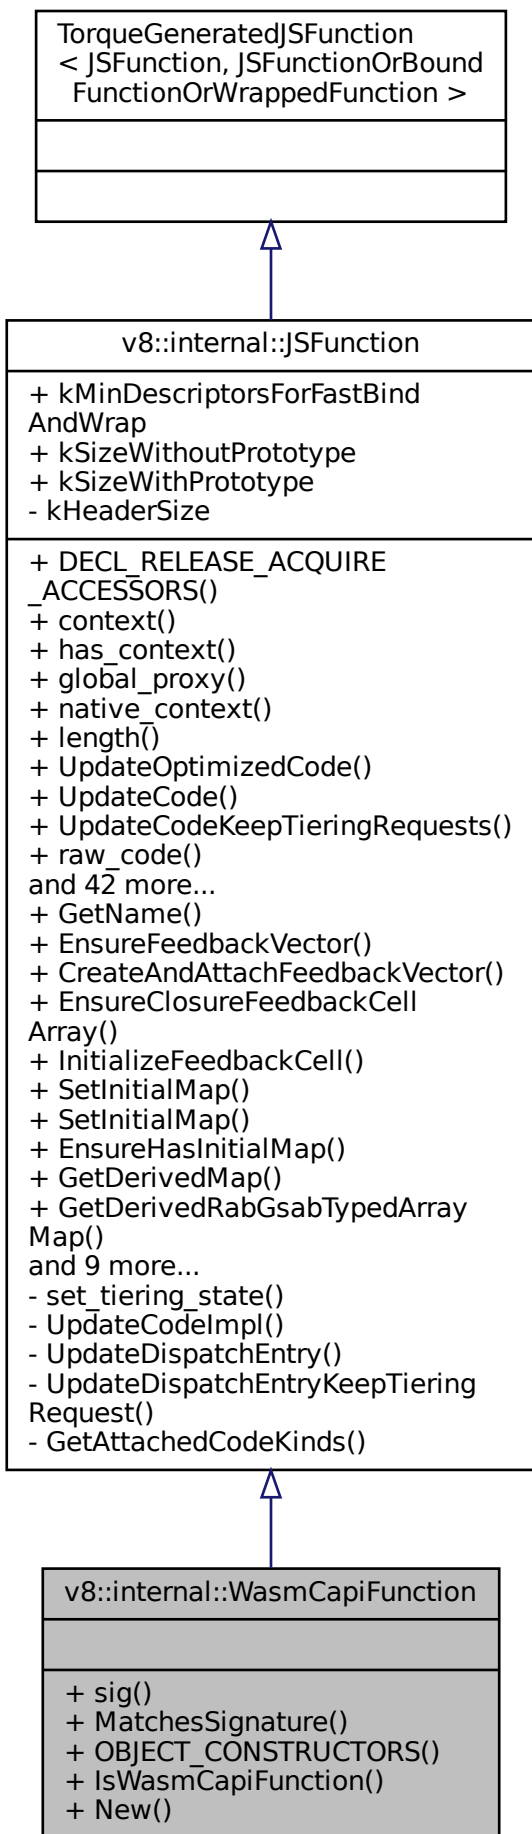 TorqueGeneratedJSFunction
< JSFunction, JSFunctionOrBound
FunctionOrWrappedFunction >
v8::internal::JSFunction
+ kMinDescriptorsForFastBind
AndWrap
+ kSizeWithoutPrototype
+ kSizeWithPrototype
- kHeaderSize
+ DECL_RELEASE_ACQUIRE
_ACCESSORS()
+ context()
+ has_context()
+ global_proxy()
+ native_context()
+ length()
+ UpdateOptimizedCode()
+ UpdateCode()
+ UpdateCodeKeepTieringRequests()
+ raw_code()
and 42 more...
+ GetName()
+ EnsureFeedbackVector()
+ CreateAndAttachFeedbackVector()
+ EnsureClosureFeedbackCell
Array()
+ InitializeFeedbackCell()
+ SetInitialMap()
+ SetInitialMap()
+ EnsureHasInitialMap()
+ GetDerivedMap()
+ GetDerivedRabGsabTypedArray
Map()
and 9 more...
- set_tiering_state()
- UpdateCodeImpl()
- UpdateDispatchEntry()
- UpdateDispatchEntryKeepTiering
Request()
- GetAttachedCodeKinds()
v8::internal::WasmCapiFunction
+ sig()
+ MatchesSignature()
+ OBJECT_CONSTRUCTORS()
+ IsWasmCapiFunction()
+ New()